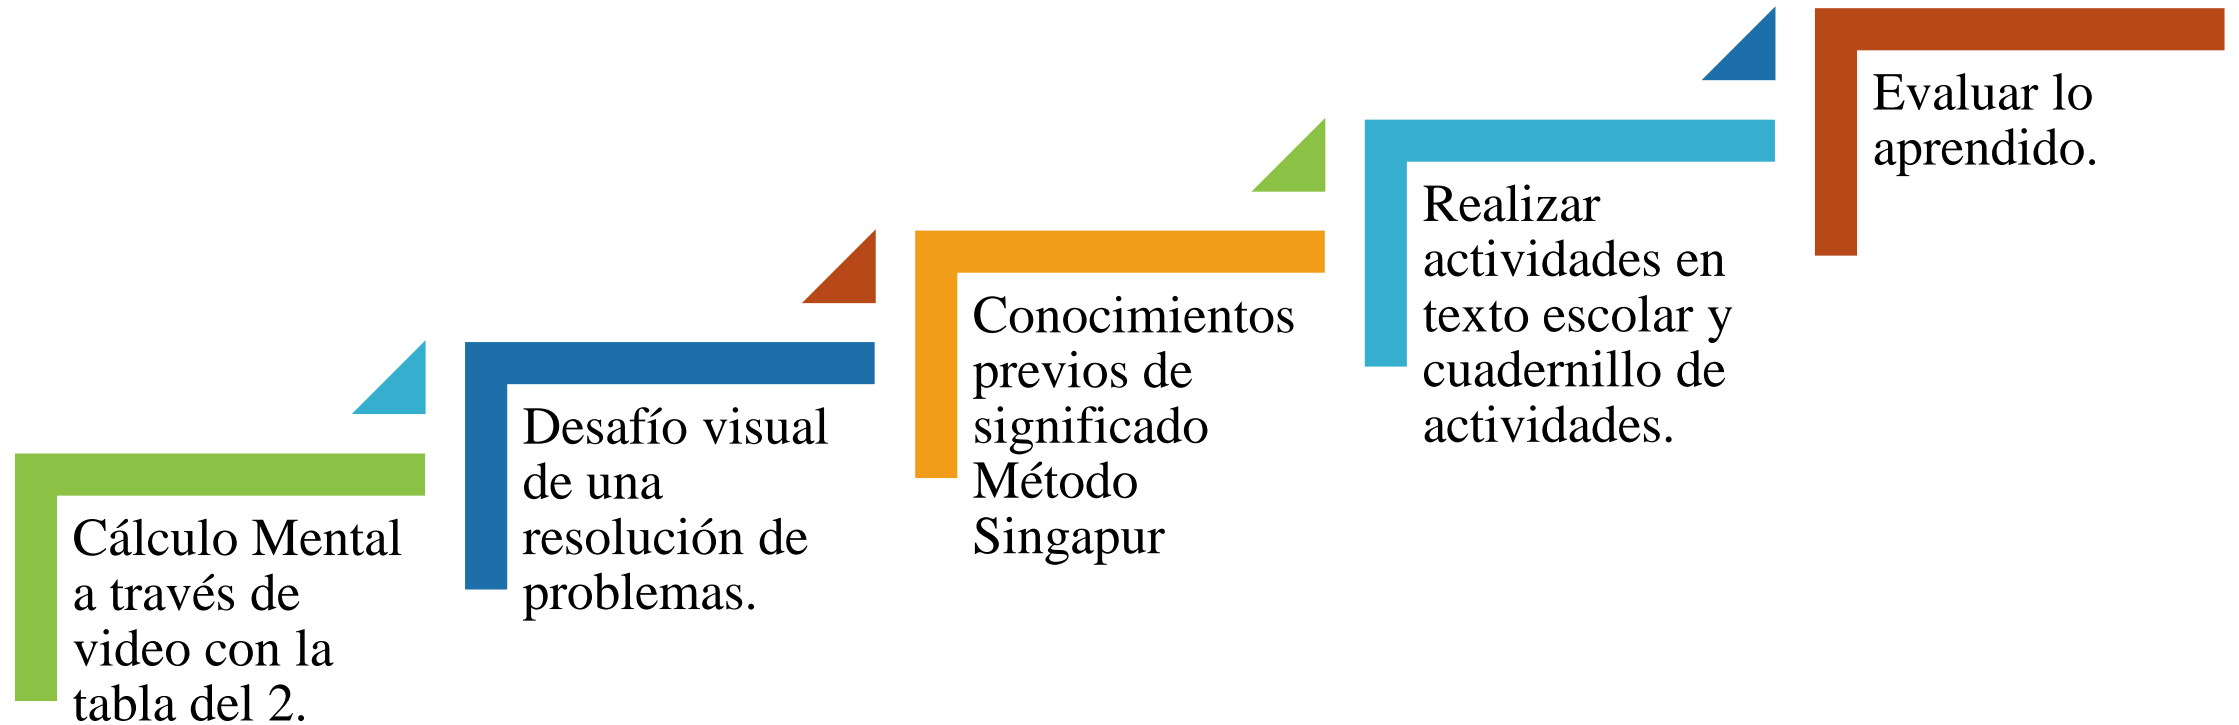 Cálculo Mental
a través de
video con la
tabla del 2.
Desafío visual
de una
resolución de
problemas.
Conocimientos
previos de
significado
Método
Singapur
Realizar
actividades en
texto escolar y
cuadernillo de
actividades.
Evaluar lo
aprendido.